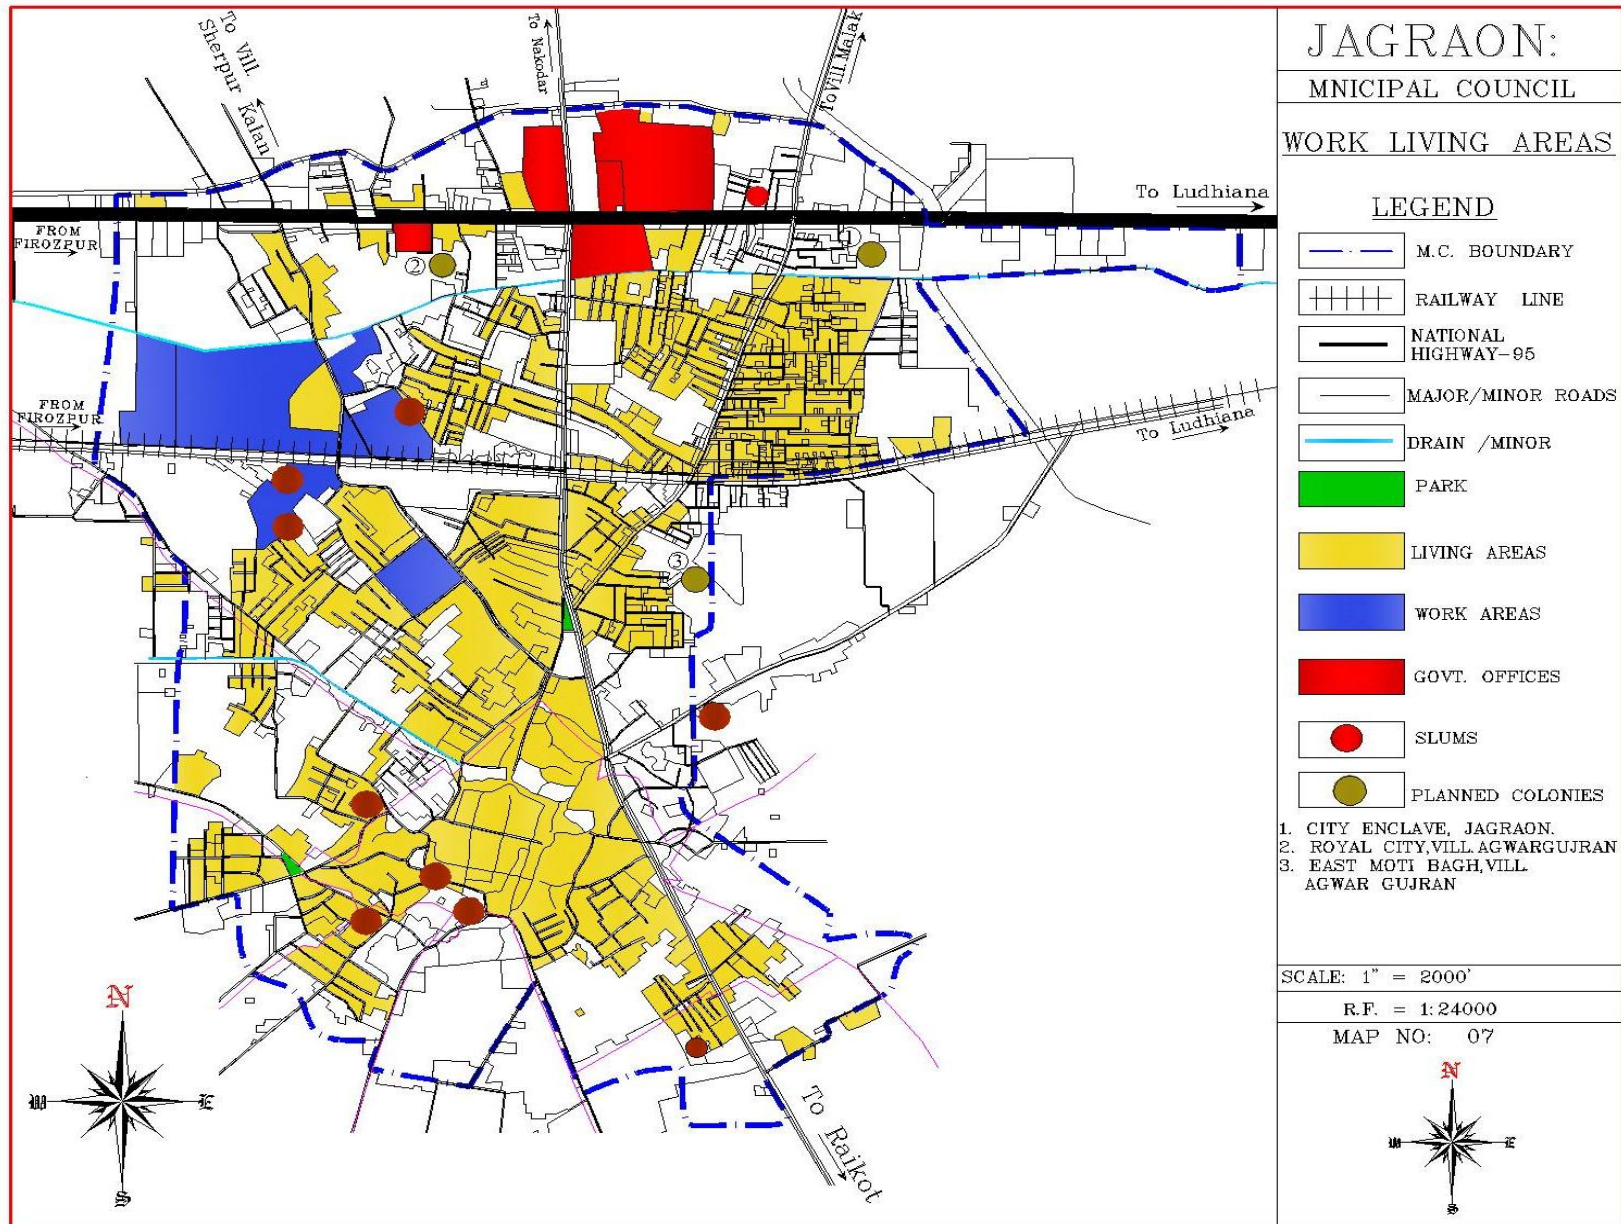 To Vill.
Sherpur Kalan
To Nakodar
To Vill. Malak
To Ludhiana
FROM
FIROZPUR
1
2
FROM
FIROZPUR
To Ludhiana
3
To Raikot
N
W E
S
JAGRAON:
MNICIPAL COUNCIL
WORK LIVING AREAS
LEGEND
M.C. BOUNDARY
RAILWAY LINE
NATIONAL
HIGHWAY-95
MAJOR/MINOR ROADS
DRAIN /MINOR
PARK
LIVING AREAS
WORK AREAS
GOVT. OFFICES
SLUMS
PLANNED COLONIES
1. CITY ENCLAVE, JAGRAON.
2. ROYAL CITY,VILL.AGWARGUJRAN
3. EAST MOTI BAGH,VILL.
AGWAR GUJRAN
SCALE: 1" = 2000'
R.F. = 1:24000
MAP NO: 07
N
W E
S